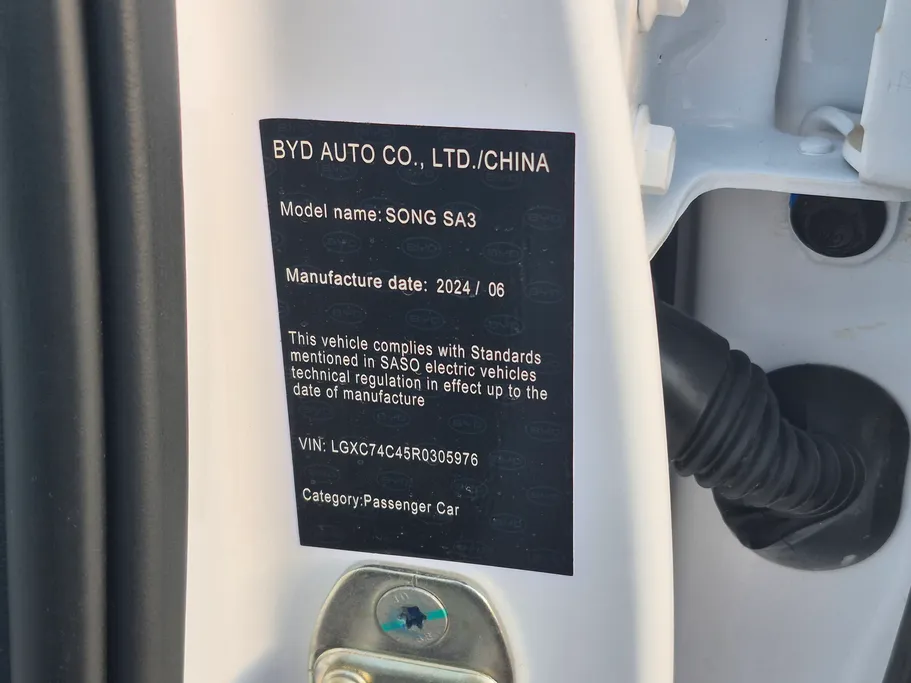 BYD AUTO CO., LTD./CHINA
Model name: SONG SA3
Manufacture date: 2024 / 06
This vehicle complies with Standards
mentioned in SASO electric vehicles
technical regulation in effect up to the
date of manufacture
VIN: LGXC74C45R0305976
Category:Passenger Car